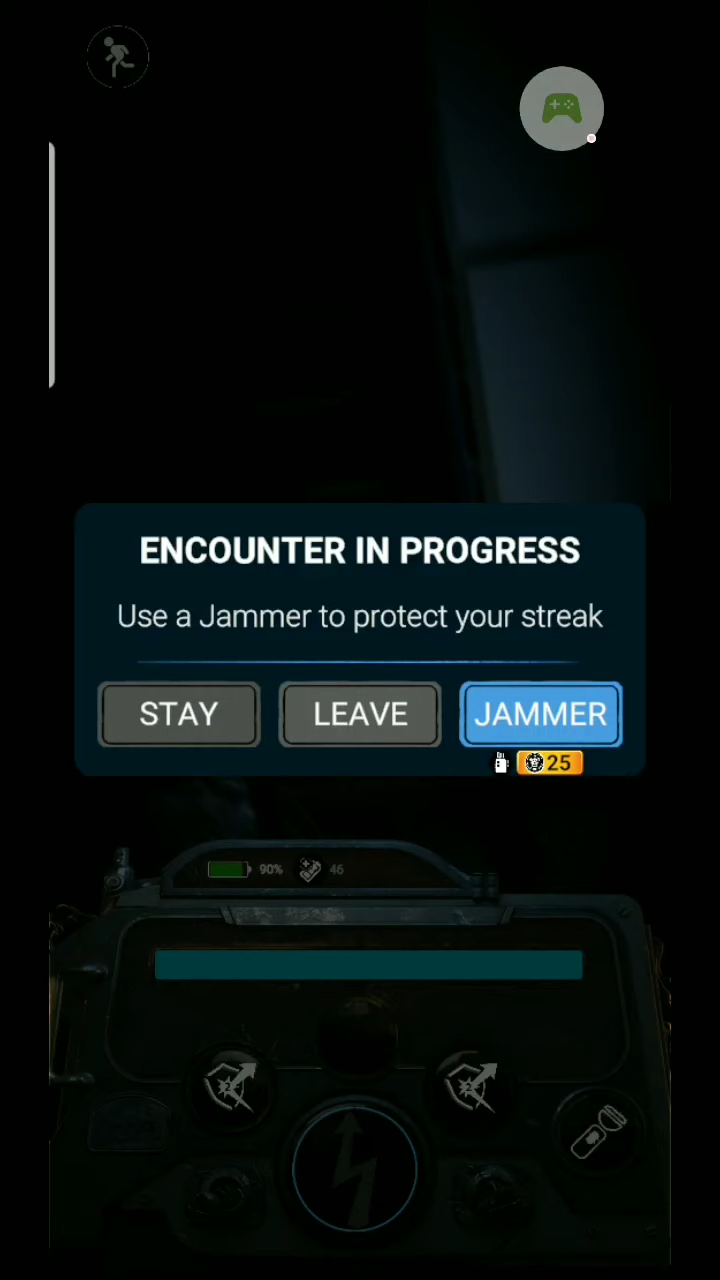 ENCOUNTER IN PROGRESS
Use a Jammer to protect your streak
STAY
LEAVE
JAMMER
25
90%
46